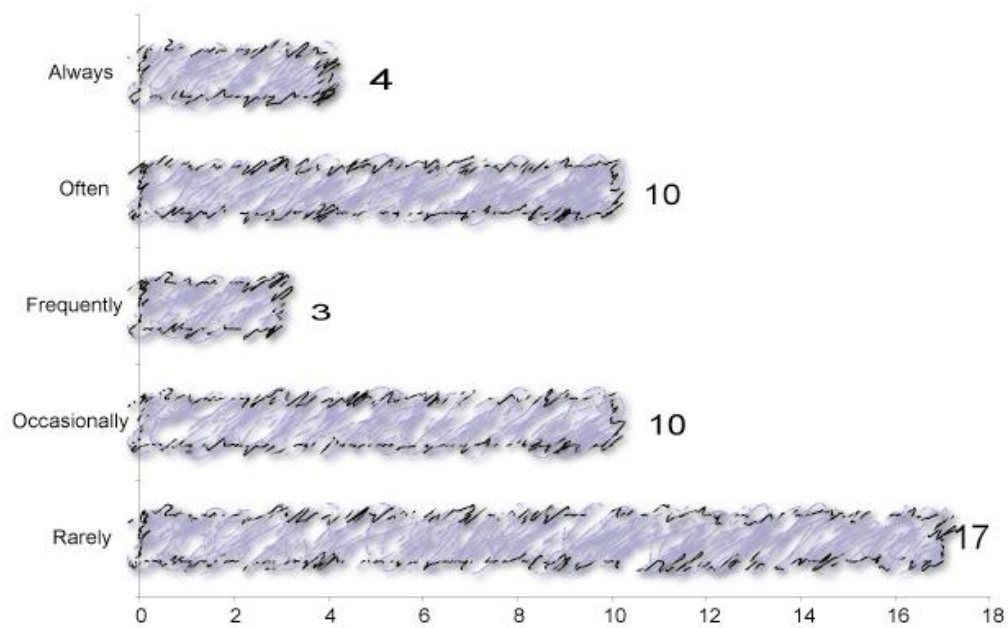 Always 4
Often 10
Frequently 3
Occasionally 10
Rarely 17
0 2 4 6 8 10 12 14 16 18